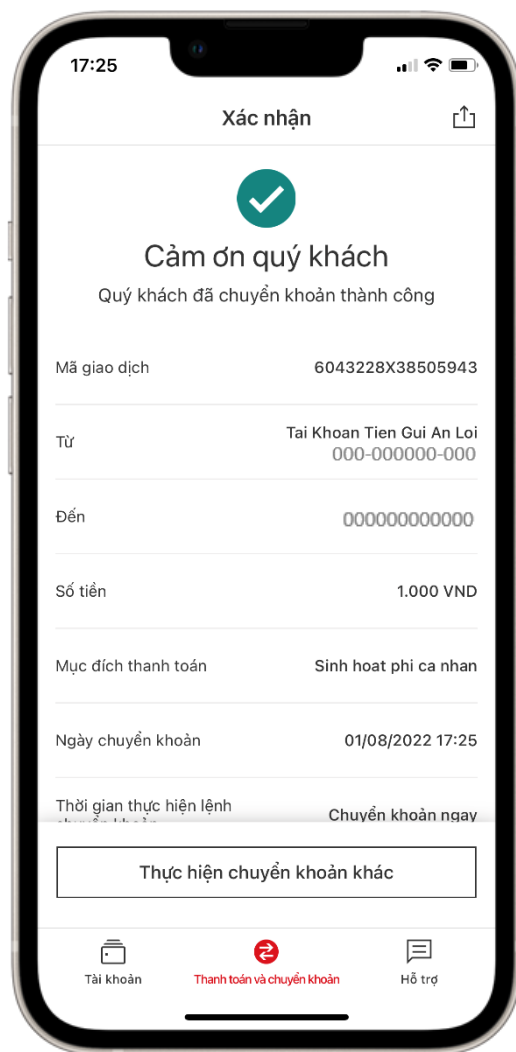 17:25
Xác nhận
Cảm ơn quý khách
Quý khách đã chuyển khoản thành công
Mã giao dịch 6043228X38505943
Từ Tai Khoan Tien Gui An Loi
000-000000-000
Đến 000000000000
Số tiền 1.000 VND
Mục đích thanh toán Sinh hoat phi ca nhan
Ngày chuyển khoản 01/08/2022 17:25
Thời gian thực hiện lệnh Chuyển khoản ngay
chuyển khoản
Thực hiện chuyển khoản khác
Tài khoản Thanh toán và chuyển khoản Hỗ trợ